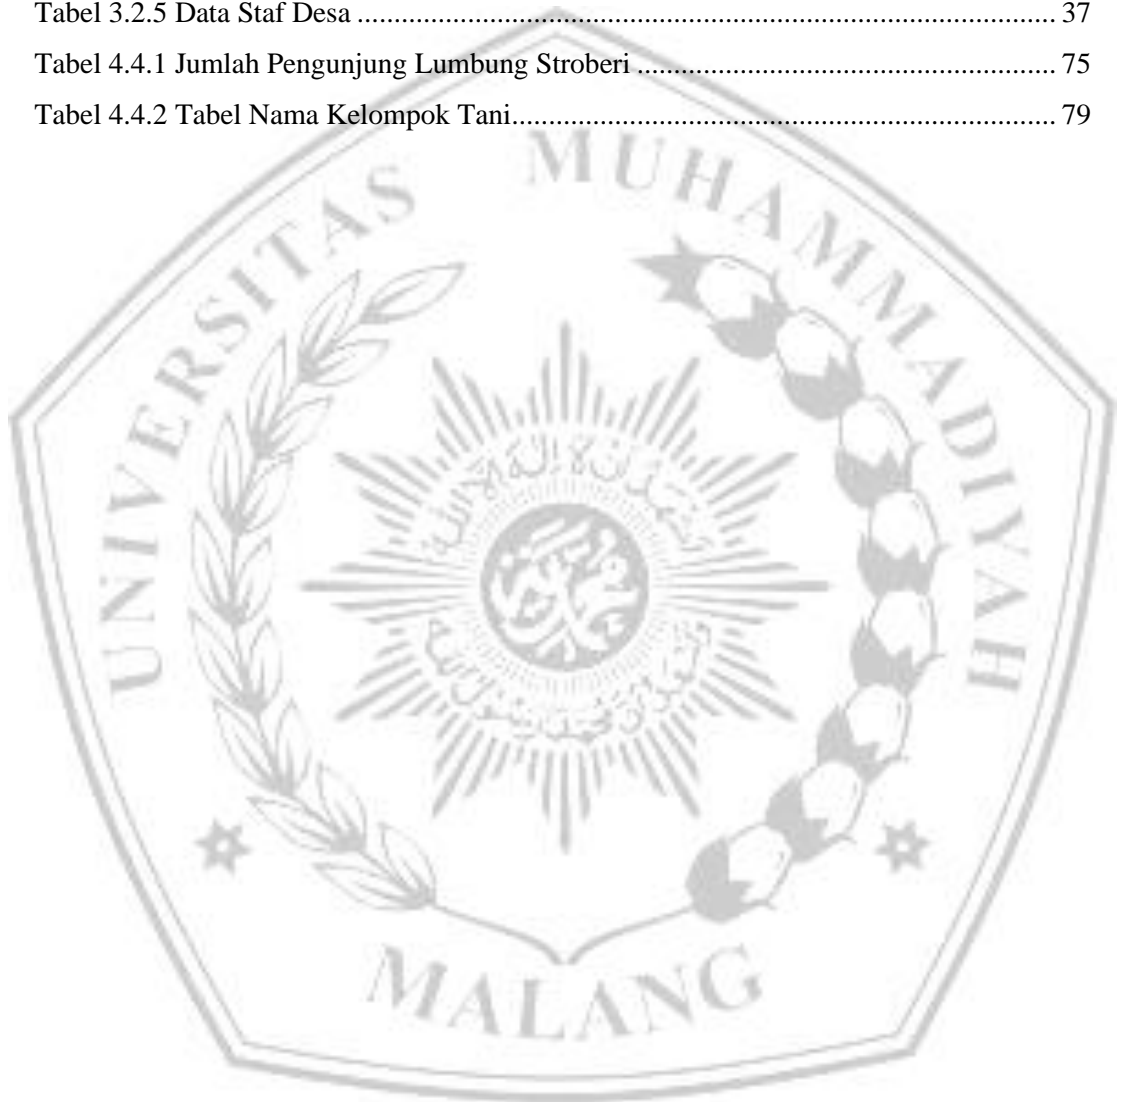 Tabel 3.2.5 Data Staf Desa ................................................................................................ 37
Tabel 4.4.1 Jumlah Pengunjung Lumbung Stroberi ......................................................... 75
Tabel 4.4.2 Tabel Nama Kelompok Tani.......................................................................... 79
UNIVERSITAS MUHAMMADIYAH
MALANG